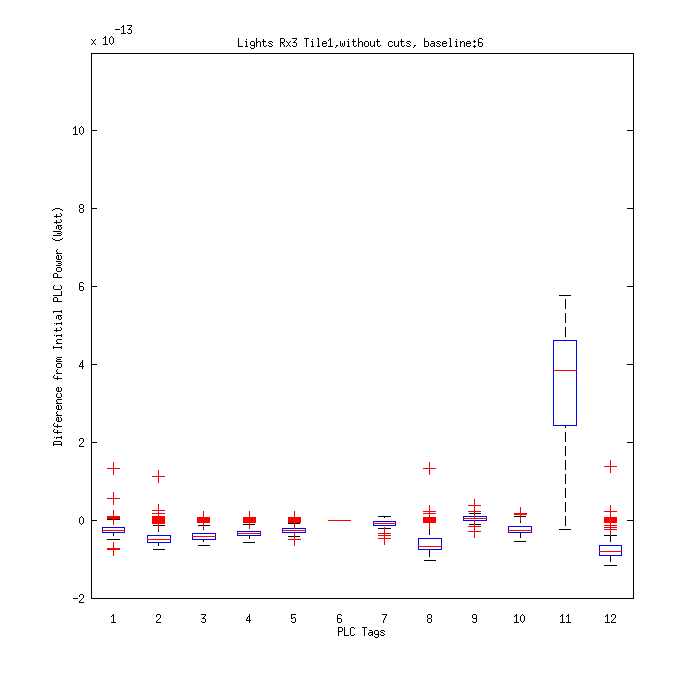 x 10^-13
Lights Rx3 Tile1,without cuts, baseline:6
10
8
6
4
2
0
-2
Difference from Initial PLC Power (Watt)
1 2 3 4 5 6 7 8 9 10 11 12
PLC Tags